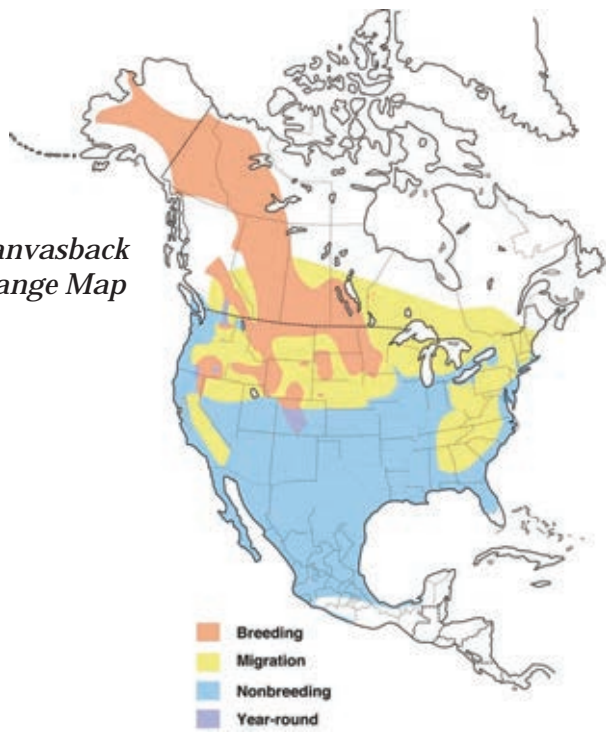 anvasback
ange Map
Breeding
Migration
Nonbreeding
Year-round